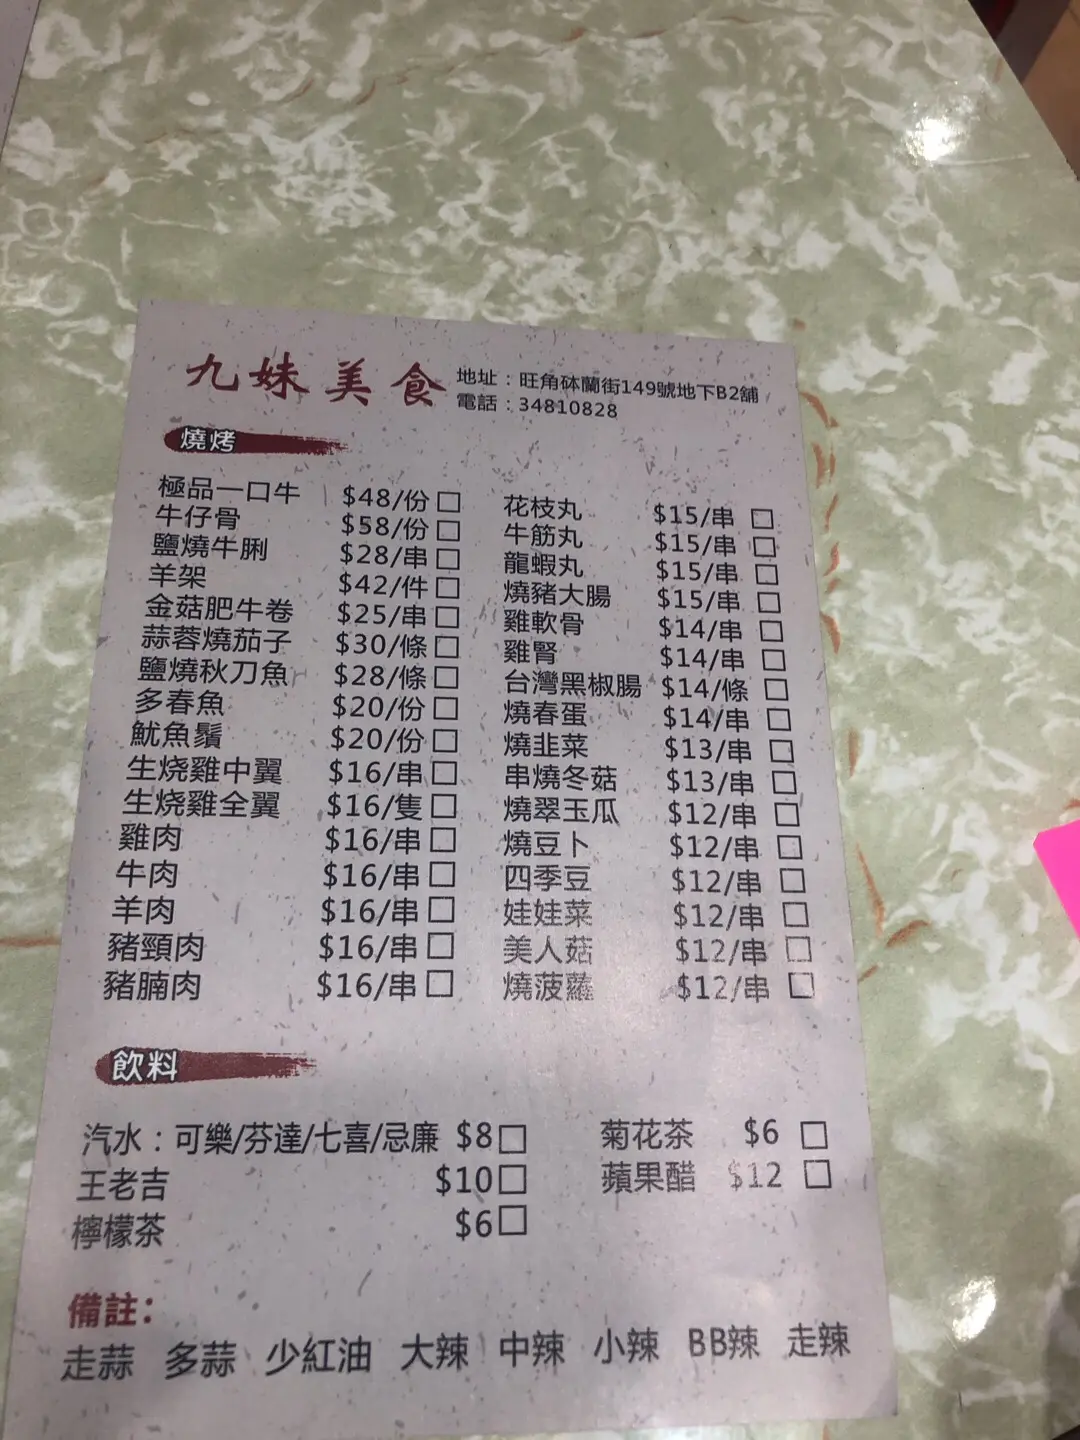 九妹美食
地址：旺角砵蘭街149號地下B2舖
電話：34810828
燒烤
極品一口牛 $48/份 □
牛仔骨 $58/份 □
鹽燒牛脷 $28/串 □
羊架 $42/件 □
金菇肥牛卷 $25/串 □
蒜蓉燒茄子 $30/條 □
鹽燒秋刀魚 $28/條 □
多春魚 $20/份 □
魷魚鬚 $20/份 □
生烧雞中翼 $16/串 □
生烧雞全翼 $16/隻 □
雞肉 $16/串 □
牛肉 $16/串 □
羊肉 $16/串 □
豬頸肉 $16/串 □
豬腩肉 $16/串 □
花枝丸 $15/串 □
牛筋丸 $15/串 □
龍蝦丸 $15/串 □
燒豬大腸 $15/串 □
雞軟骨 $14/串 □
雞腎 $14/串 □
台灣黑椒腸 $14/條 □
燒春蛋 $14/串 □
燒韭菜 $13/串 □
串燒冬菇 $13/串 □
燒翠玉瓜 $12/串 □
燒豆卜 $12/串 □
四季豆 $12/串 □
娃娃菜 $12/串 □
美人菇 $12/串 □
燒菠蘿 $12/串 □
飲料
汽水：可樂/芬達/七喜/忌廉 $8 □
王老吉 $10 □
檸檬茶 $6 □
菊花茶 $6 □
蘋果醋 $12 □
備註：
走蒜 多蒜 少紅油 大辣 中辣 小辣 BB辣 走辣